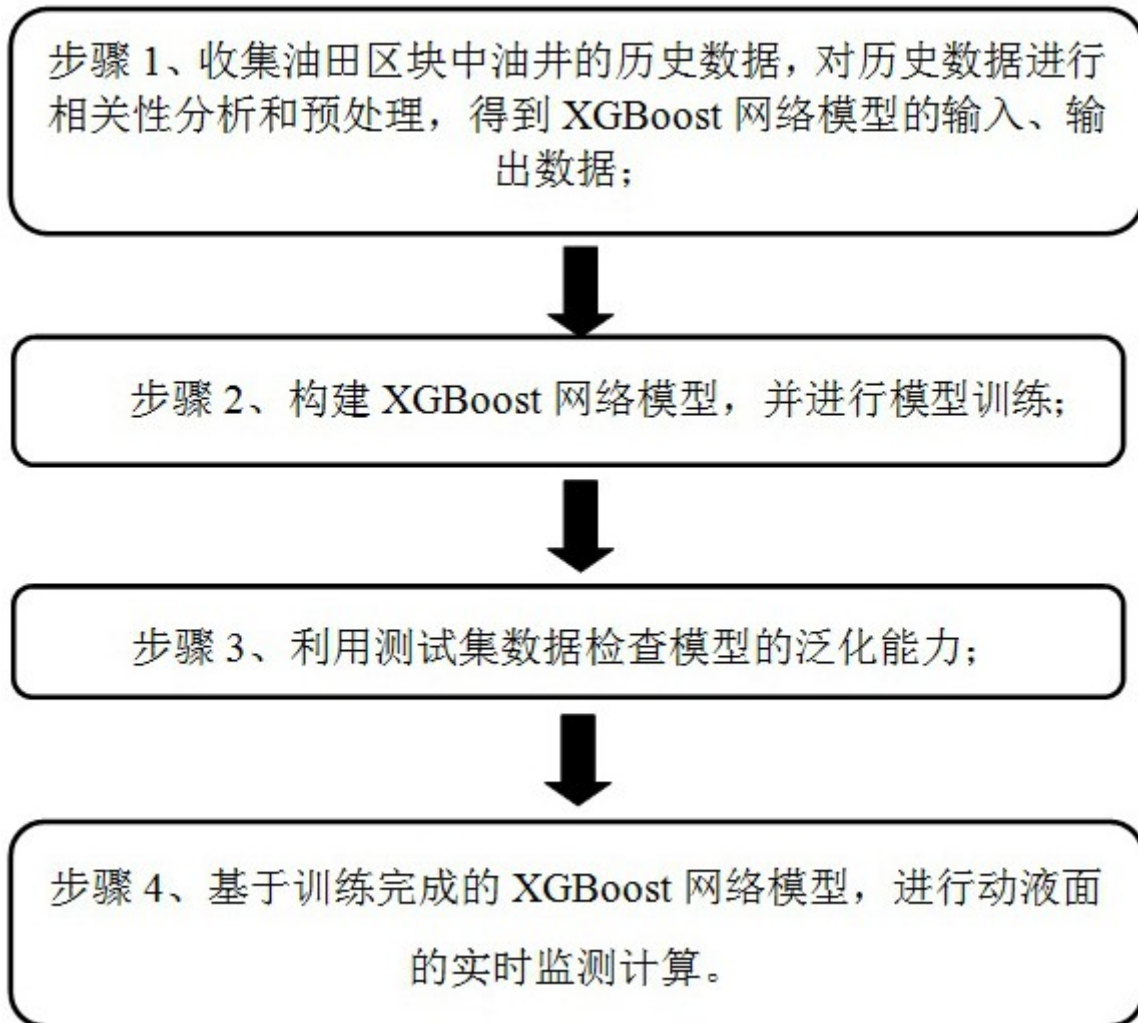 步骤 1、收集油田区块中油井的历史数据，对历史数据进行
相关性分析和预处理，得到 XGBoost 网络模型的输入、输
出数据；
步骤 2、构建 XGBoost 网络模型，并进行模型训练；
步骤 3、利用测试集数据检查模型的泛化能力；
步骤 4、基于训练完成的 XGBoost 网络模型，进行动液面
的实时监测计算。